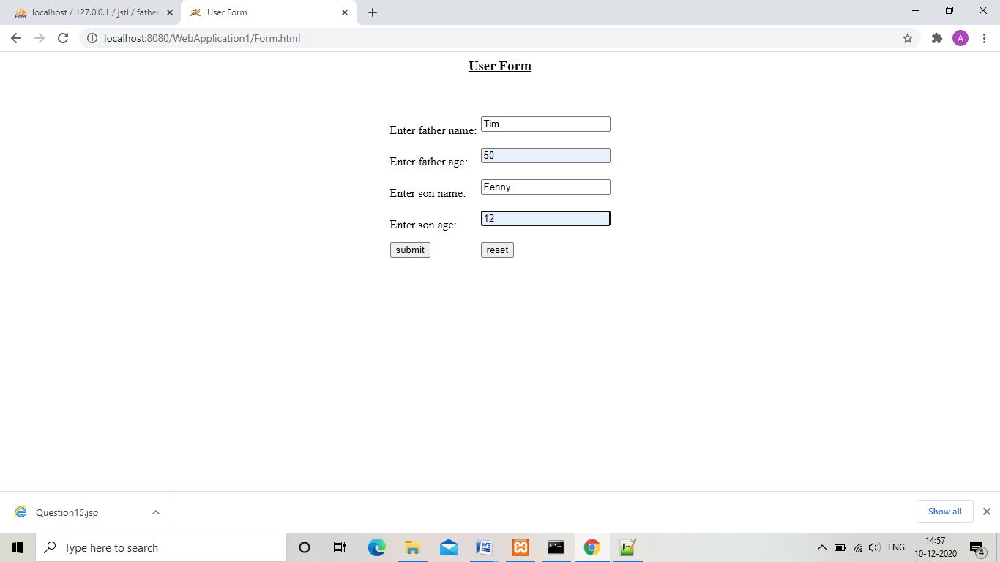 localhost / 127.0.0.1 / jstl / father
User Form
localhost:8080/WebApplication1/Form.html
A
User Form
Enter father name: Tim
Enter father age: 50
Enter son name: Fenny
Enter son age: 12
submit reset
Question15.jsp
Show all
Type here to search
ENG
14:57
10-12-2020
4